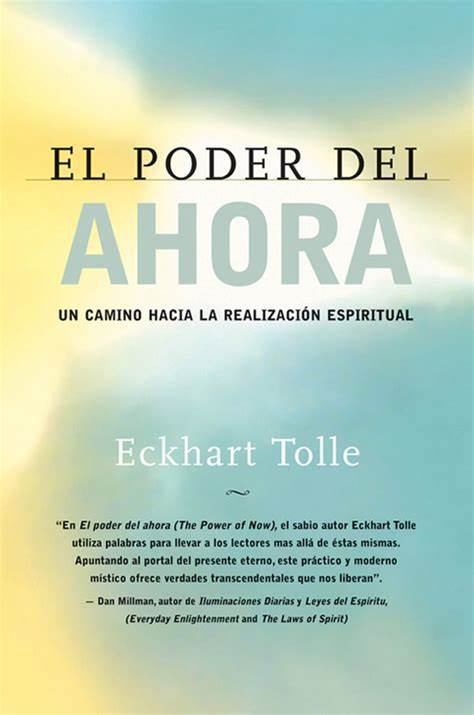 EL PODER DEL
AHORA
UN CAMINO HACIA LA REALIZACIÓN ESPIRITUAL
Eckhart Tolle
“En El poder del ahora (The Power of Now), el sabio autor Eckhart Tolle
utiliza palabras para llevar a los lectores mas allá de éstas mismas.
Apuntando al portal del presente eterno, este práctico y moderno
místico ofrece verdades transcendentales que nos liberan”.
— Dan Millman, autor de Iluminaciones Diarias y Leyes del Espíritu,
(Everyday Enlightenment and The Laws of Spirit)